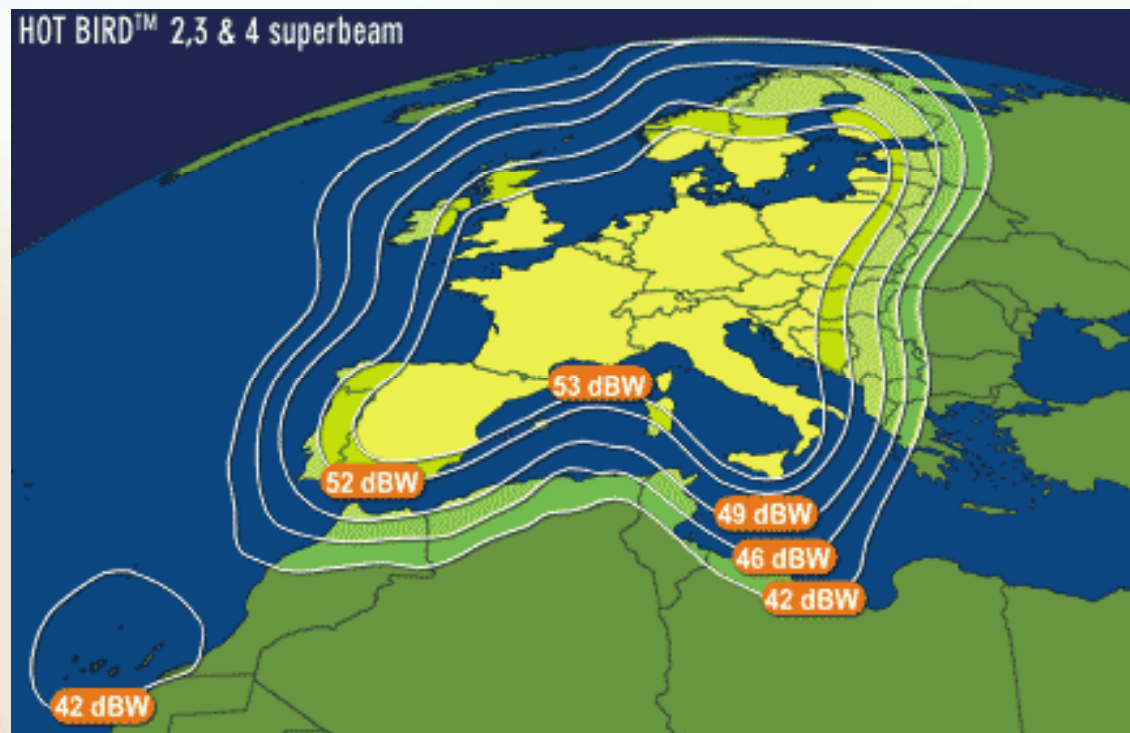 HOT BIRD™ 2,3 & 4 superbeam
53 dBW
52 dBW
49 dBW
46 dBW
42 dBW
42 dBW